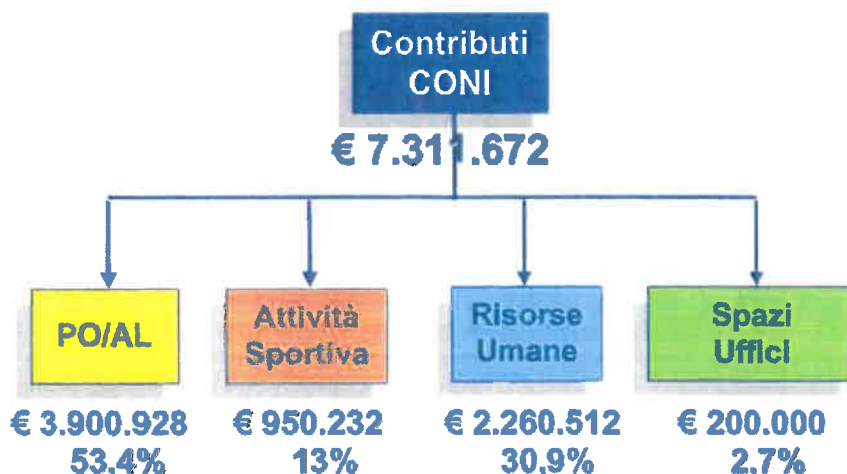 Contributi
CONI
€ 7.311.672
PO/AL
Attività
Sportiva
Risorse
Umane
Spazi
Uffici
€ 3.900.928
53,4%
€ 950.232
13%
€ 2.260.512
30,9%
€ 200.000
2,7%